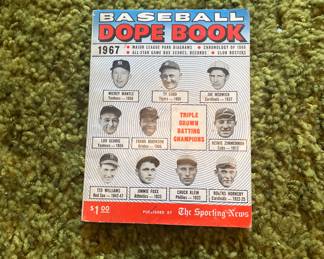 BASEBALL
DOPE BOOK
1967
★ MAJOR LEAGUE PARK DIAGRAMS ★ CHRONOLOGY OF 1966
★ ALL-STAR GAME BOX SCORES, RECORDS ★ CLUB ROSTERS
MICKEY MANTLE
Yankees—1956
TY COBB
Tigers—1909
JOE MEDWICK
Cardinals—1937
LOU GEHRIG
Yankees—1934
FRANK ROBINSON
Orioles—1966
TRIPLE
CROWN
BATTING
CHAMPIONS
HEINIE ZIMMERMAN
Cubs—1912
TED WILLIAMS
Red Sox—1942-47
JIMMIE FOXX
Athletics—1933
CHUCK KLEIN
Phillies—1933
ROGERS HORNSBY
Cardinals—1922-25
$1.00
PUBLISHED BY The Sporting News